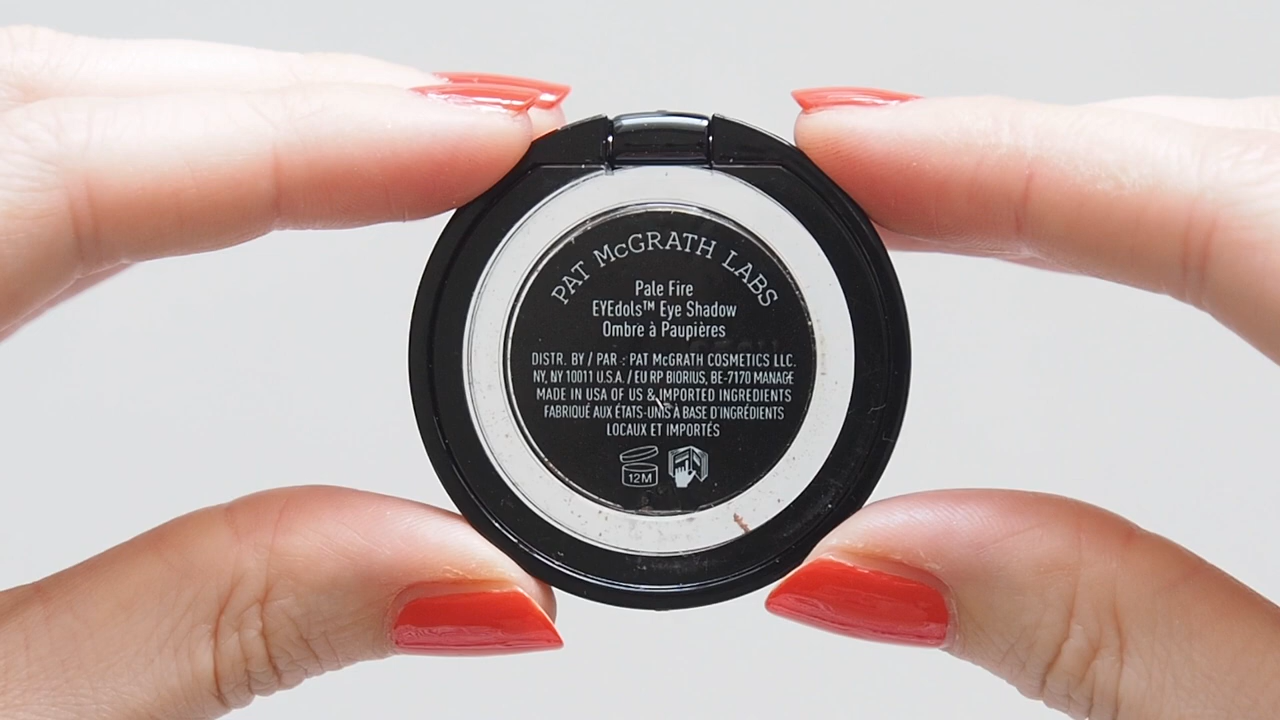 PAT McGRATH LABS
Pale Fire
EYEdols™ Eye Shadow
Ombre à Paupières
DISTR. BY / PAR : PAT McGRATH COSMETICS LLC.
NY, NY 10011 U.S.A. / EU RP BIORIUS, BE-7170 MANAGE
MADE IN USA OF US & IMPORTED INGREDIENTS
FABRIQUÉ AUX ÉTATS-UNIS À BASE D'INGRÉDIENTS
LOCAUX ET IMPORTÉS
12M